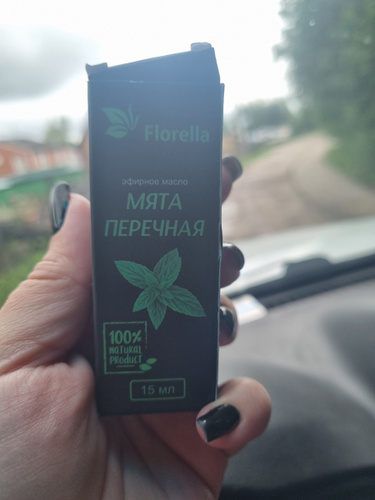 Florella
эфирное масло
МЯТА
ПЕРЕЧНАЯ
100%
NATURAL
PRODUCT
15 мл